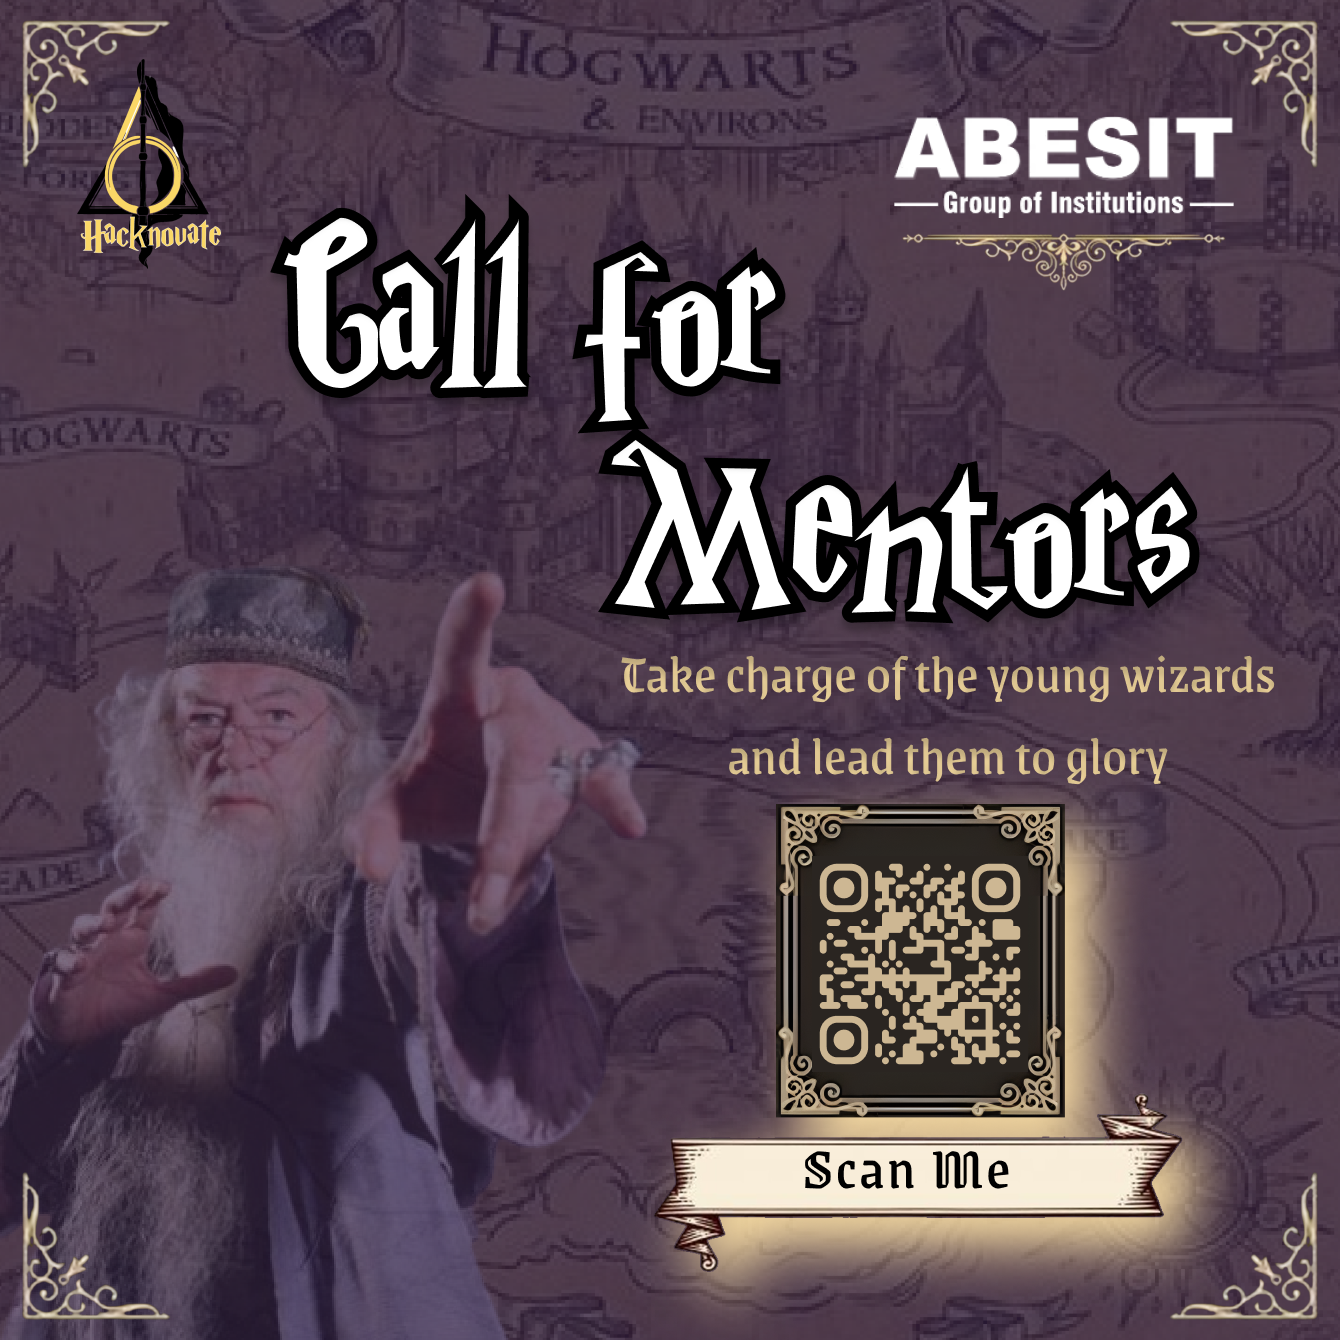 HOGWARTS
& ENVIRONS
Hacknovate
ABESIT
Group of Institutions
Call for
Mentors
HOGWARTS
Take charge of the young wizards
and lead them to glory
Scan Me